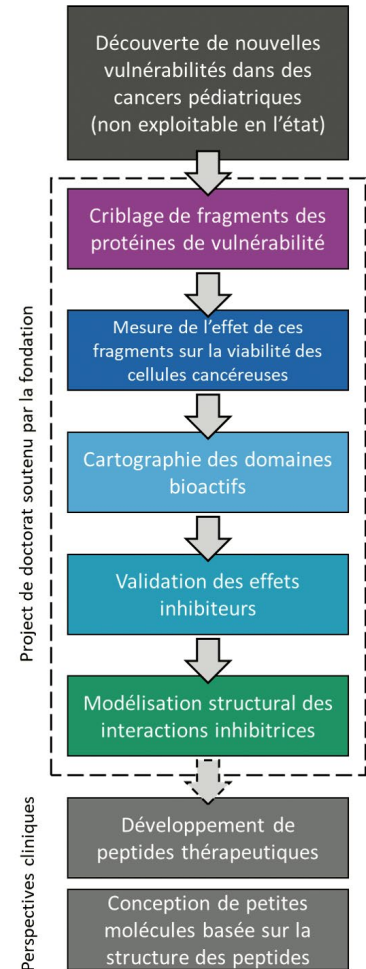 Découverte de nouvelles
vulnérabilités dans des
cancers pédiatriques
(non exploitable en l'état)
Project de doctorat soutenu par la fondation
Criblage de fragments des
protéines de vulnérabilité
Mesure de l'effet de ces
fragments sur la viabilité des
cellules cancéreuses
Cartographie des domaines
bioactifs
Validation des effets
inhibiteurs
Modélisation structural des
interactions inhibitrices
Perspectives cliniques
Développement de
peptides thérapeutiques
Conception de petites
molécules basée sur la
structure des peptides